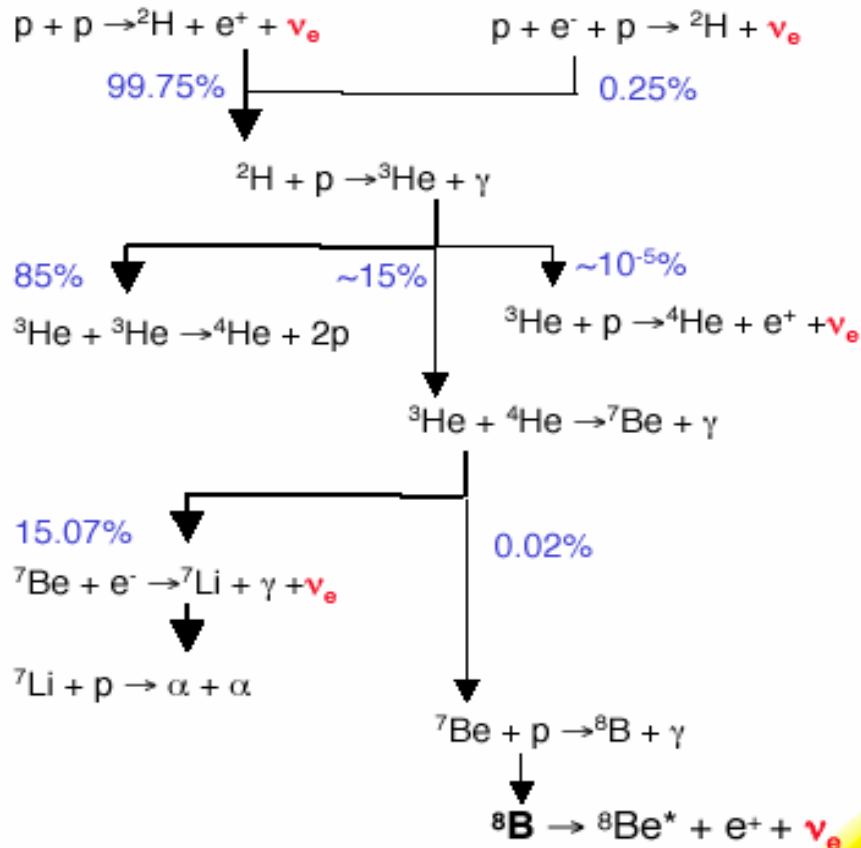 p + p →²H + e⁺ + νₑ
p + e⁻ + p → ²H + νₑ
99.75%
0.25%
²H + p →³He + γ
85%
~15%
~10⁻⁵%
³He + ³He →⁴He + 2p
³He + p →⁴He + e⁺ +νₑ
³He + ⁴He →⁷Be + γ
15.07%
0.02%
⁷Be + e⁻ →⁷Li + γ +νₑ
⁷Li + p → α + α
⁷Be + p →⁸B + γ
⁸B → ⁸Be* + e⁺ + νₑ